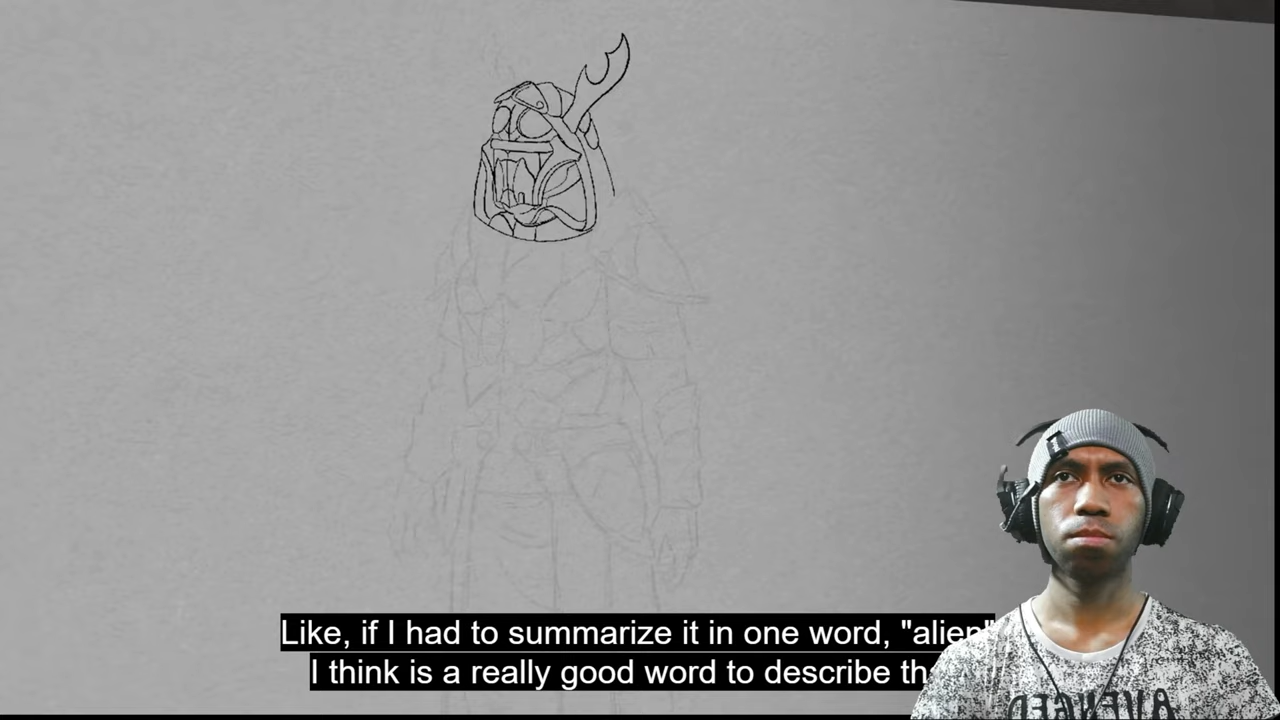 Like, if I had to summarize it in one word, "alien"
I think is a really good word to describe th